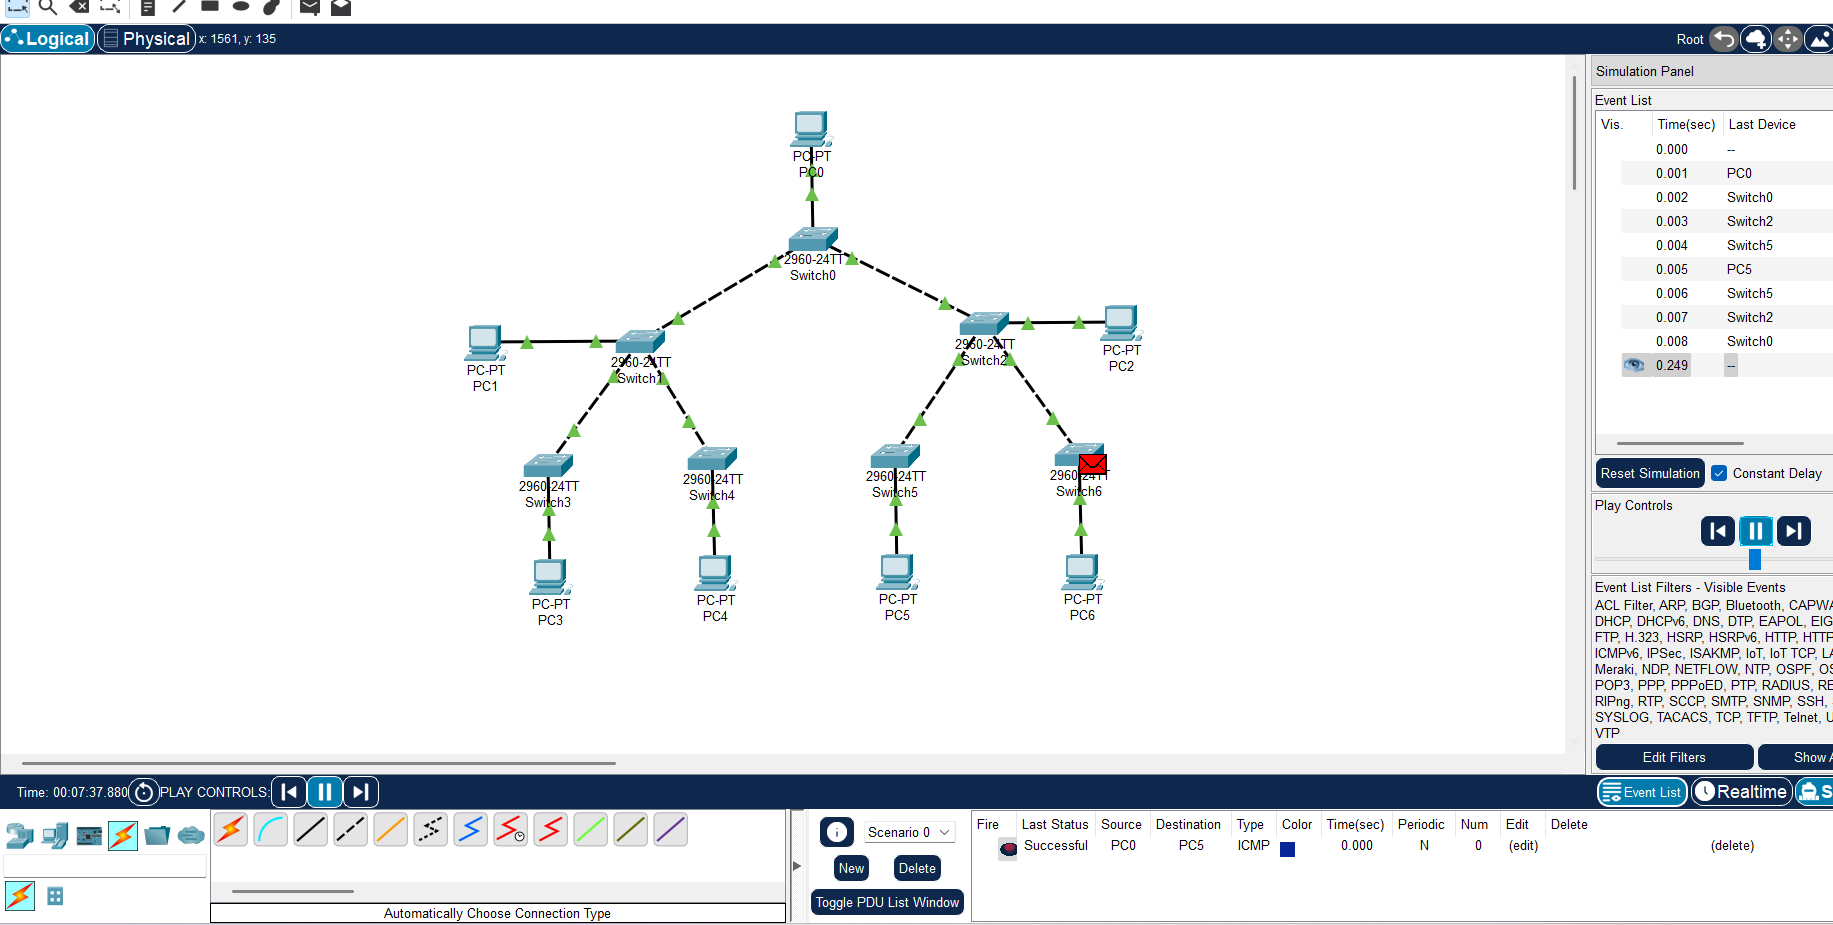 Logical Physical x: 1561, y: 135 Root
Simulation Panel
Event List
Vis. Time(sec) Last Device
0.000 --
0.001 PC0
0.002 Switch0
0.003 Switch2
0.004 Switch5
0.005 PC5
0.006 Switch5
0.007 Switch2
0.008 Switch0
0.249 --
Reset Simulation Constant Delay
Play Controls
Event List Filters - Visible Events
ACL Filter, ARP, BGP, Bluetooth, CAPWA
DHCP, DHCPv6, DNS, DTP, EAPOL, EIG
FTP, H.323, HSRP, HSRPv6, HTTP, HTTP
ICMPv6, IPSec, ISAKMP, IoT, IoT TCP, LA
Meraki, NDP, NETFLOW, NTP, OSPF, OS
POP3, PPP, PPPoED, PTP, RADIUS, RE
RIPng, RTP, SCCP, SMTP, SNMP, SSH,
SYSLOG, TACACS, TCP, TFTP, Telnet, U
VTP
Edit Filters Show A
PC-PT
PC0
2960-24TT
Switch0
PC-PT
PC1
2960-24TT
Switch1
2960-24TT
Switch2
PC-PT
PC2
2960-24TT
Switch3
2960-24TT
Switch4
2960-24TT
Switch5
2960-24TT
Switch6
PC-PT
PC3
PC-PT
PC4
PC-PT
PC5
PC-PT
PC6
Time: 00:07:37.880 PLAY CONTROLS: Event List Realtime S
Automatically Choose Connection Type
Scenario 0
New Delete
Toggle PDU List Window
Fire Last Status Source Destination Type Color Time(sec) Periodic Num Edit Delete
Successful PC0 PC5 ICMP 0.000 N 0 (edit) (delete)